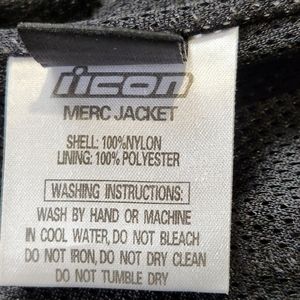 icon
MERC JACKET
SHELL: 100%NYLON
LINING: 100% POLYESTER
WASHING INSTRUCTIONS:
WASH BY HAND OR MACHINE
IN COOL WATER, DO NOT BLEACH
DO NOT IRON, DO NOT DRY CLEAN
DO NOT TUMBLE DRY